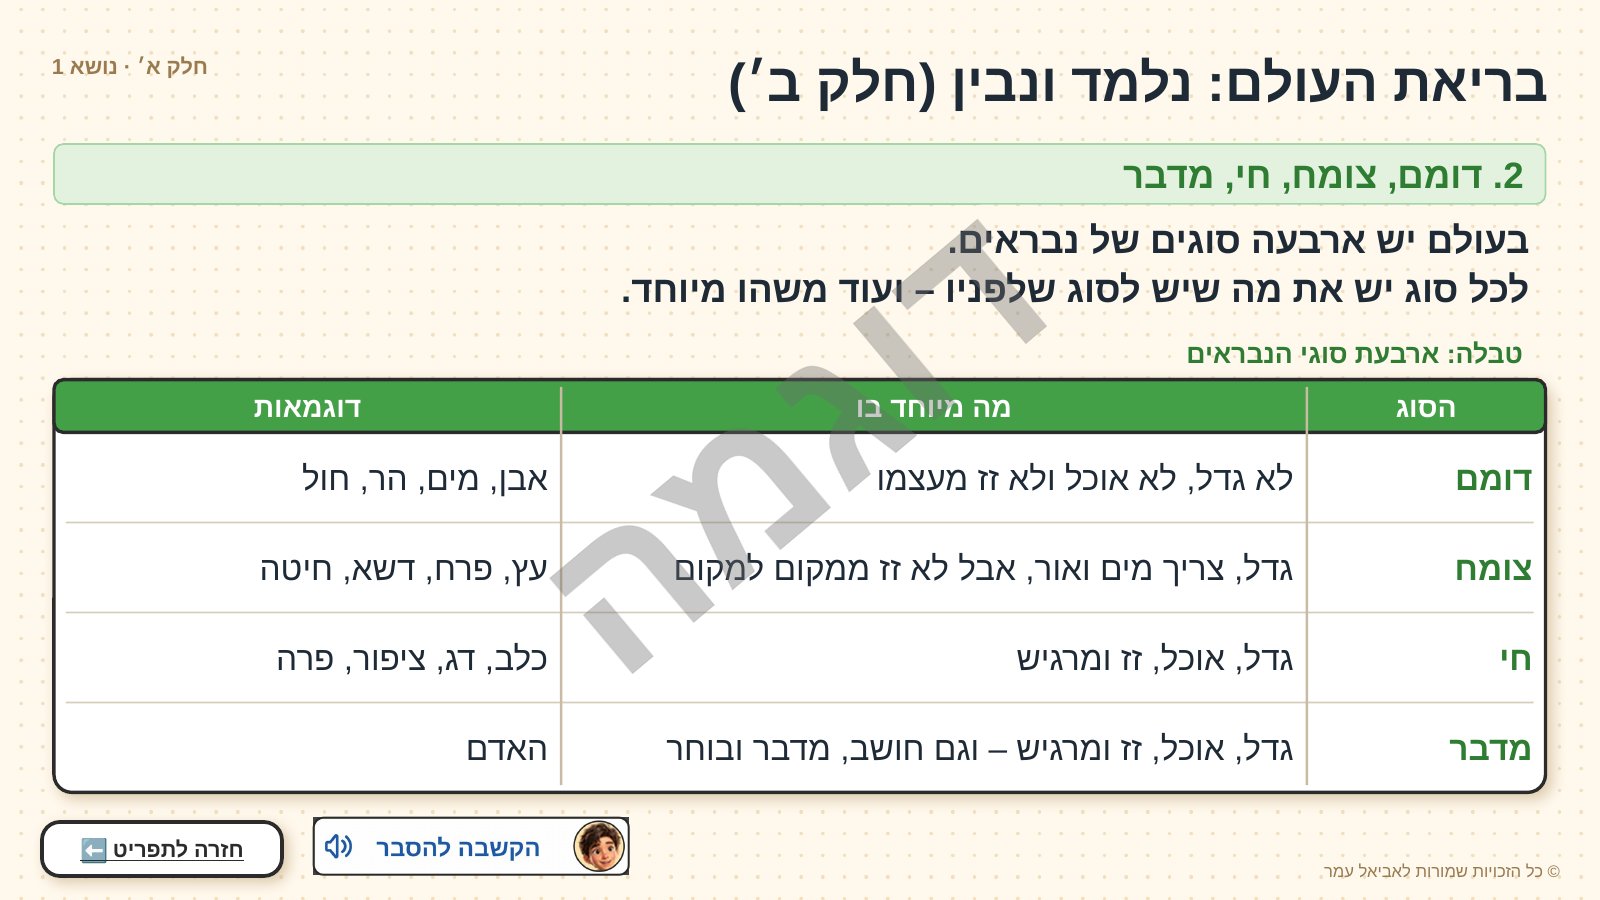 בריאת העולם: נלמד ונבין (חלק ב׳)
חלק א׳ · נושא 1
2. דומם, צומח, חי, מדבר
בעולם יש ארבעה סוגים של נבראים.
לכל סוג יש את מה שיש לסוג שלפניו – ועוד משהו מיוחד.
טבלה: ארבעת סוגי הנבראים
הסוג מה מיוחד בו דוגמאות
דומם לא גדל, לא אוכל ולא זז מעצמו אבן, מים, הר, חול
צומח גדל, צריך מים ואור, אבל לא זז ממקום למקום עץ, פרח, דשא, חיטה
חי גדל, אוכל, זז ומרגיש כלב, דג, ציפור, פרה
מדבר גדל, אוכל, זז ומרגיש – וגם חושב, מדבר ובוחר האדם
דוגמה
הקשבה להסבר
חזרה לתפריט ⬅️
© כל הזכויות שמורות לאביאל עמר